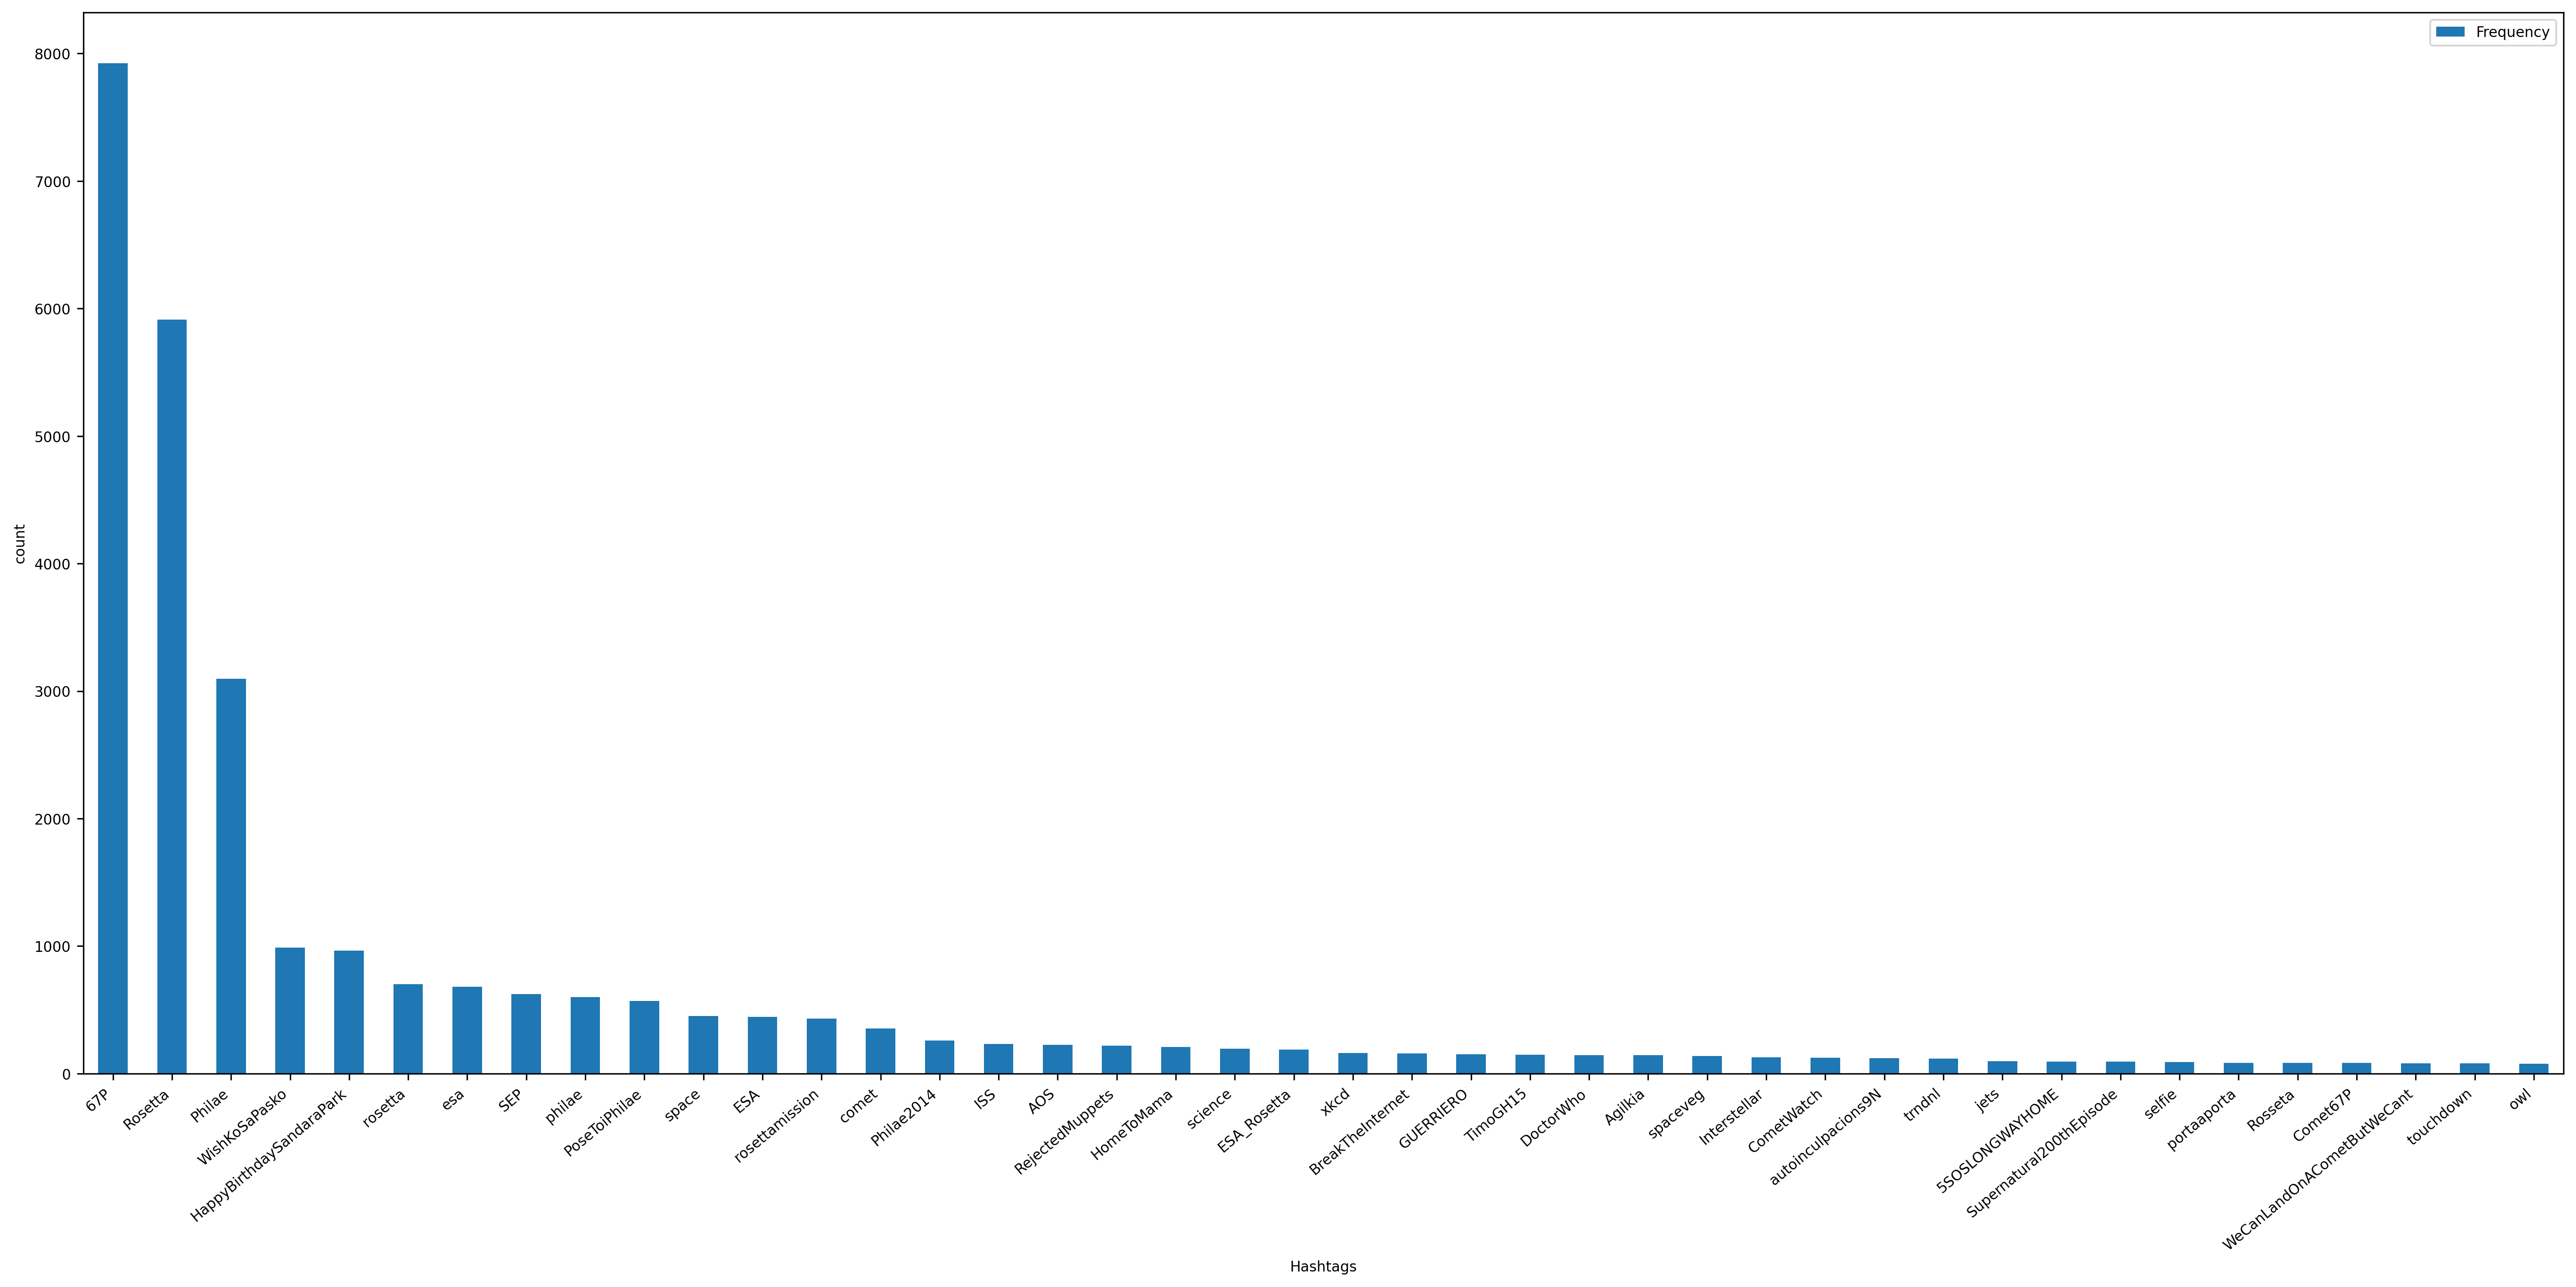 Frequency
8000
7000
6000
5000
4000
3000
2000
1000
0
count
67P
Rosetta
Philae
WishKoSaPasko
HappyBirthdaySandaraPark
rosetta
esa
SEP
philae
PoseToiPhilae
space
ESA
rosettamission
comet
Philae2014
ISS
AOS
RejectedMuppets
HomeToMama
science
ESA_Rosetta
xkcd
BreakTheInternet
GUERRIERO
TimoGH15
DoctorWho
Agilkia
spaceveg
Interstellar
CometWatch
autoinculpacions9N
trndnl
jets
5SOSLONGWAYHOME
Supernatural200thEpisode
selfie
portaaporta
Rosseta
Comet67P
WeCanLandOnACometButWeCant
touchdown
owl
Hashtags